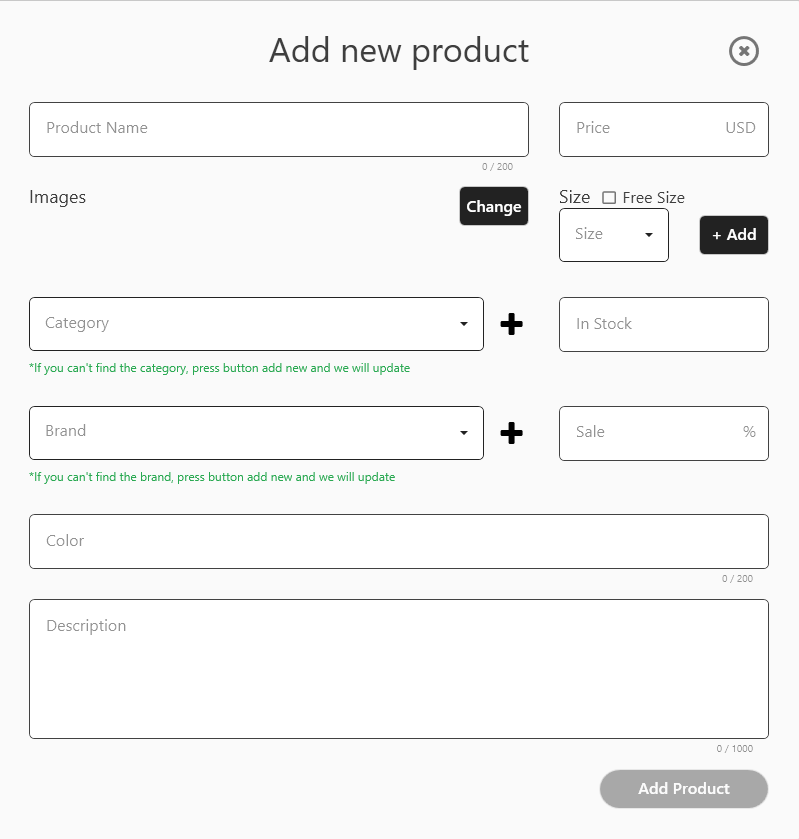 Add new product
Product Name
Price USD
0 / 200
Images
Change
Size Free Size
Size
+ Add
Category
In Stock
*If you can't find the category, press button add new and we will update
Brand
Sale %
*If you can't find the brand, press button add new and we will update
Color
0 / 200
Description
0 / 1000
Add Product